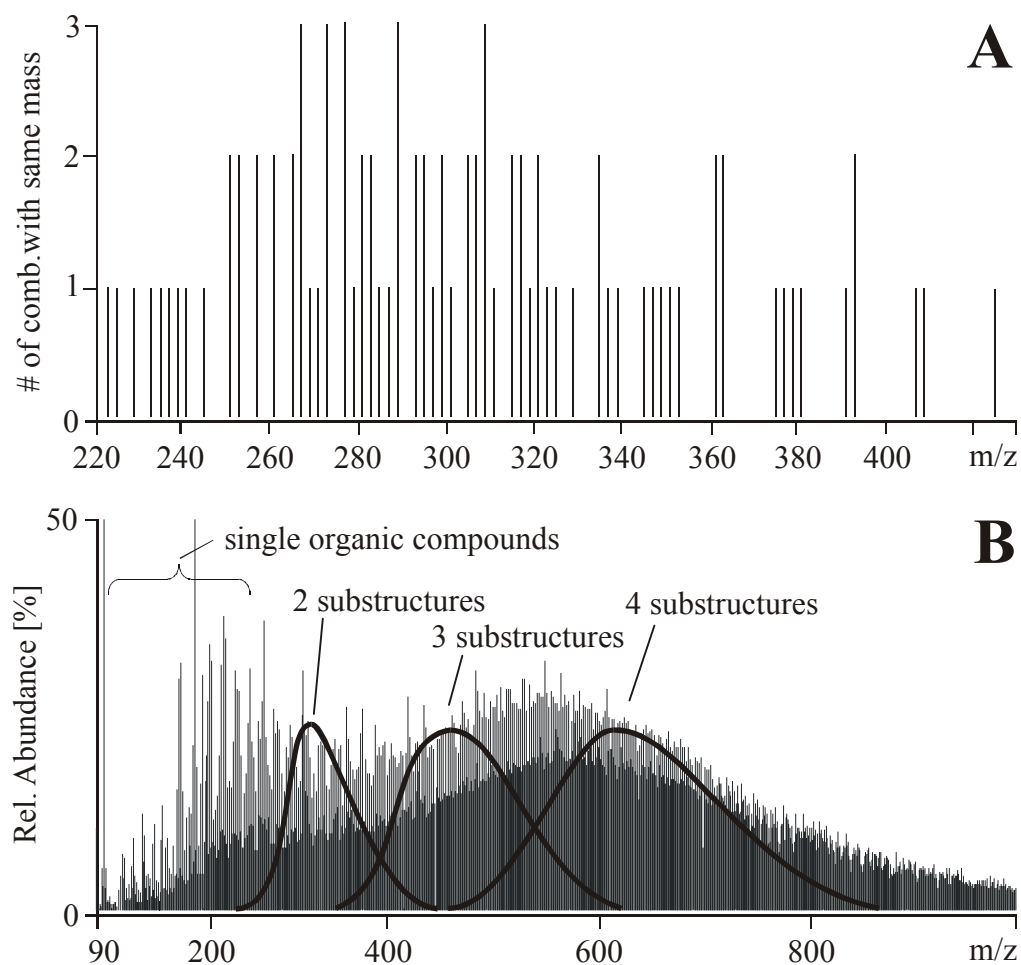 A
# of comb.with same mass
3
2
1
0
220 240 260 280 300 320 340 360 380 400 m/z
B
Rel. Abundance [%]
50
0
single organic compounds
2 substructures
4 substructures
3 substructures
90 200 400 600 800 m/z